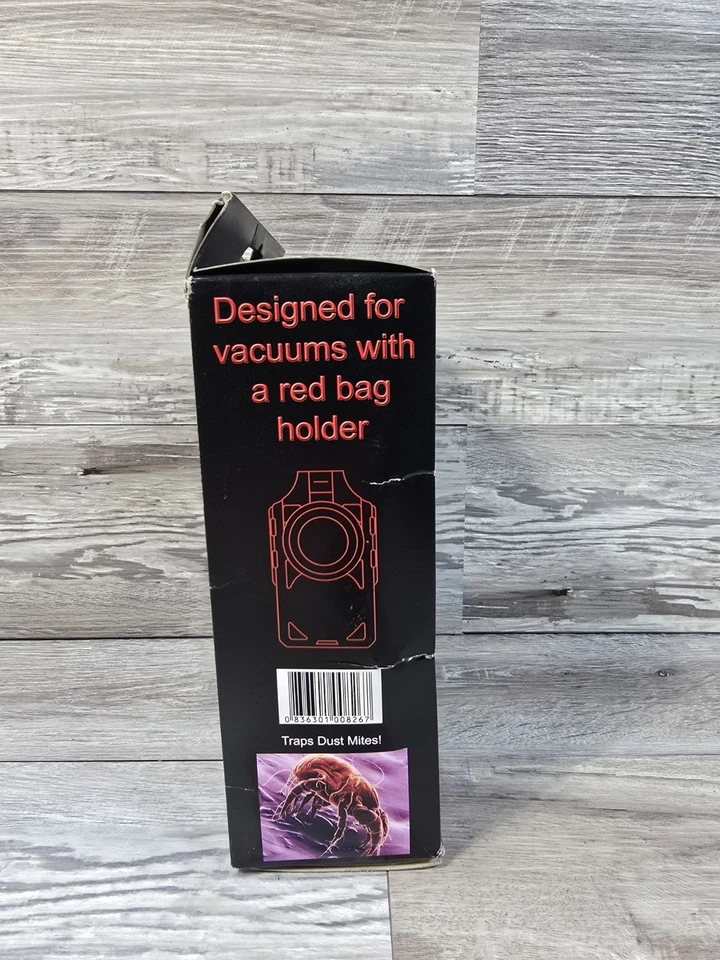 Designed for
vacuums with
a red bag
holder
0 836301 008267
Traps Dust Mites!